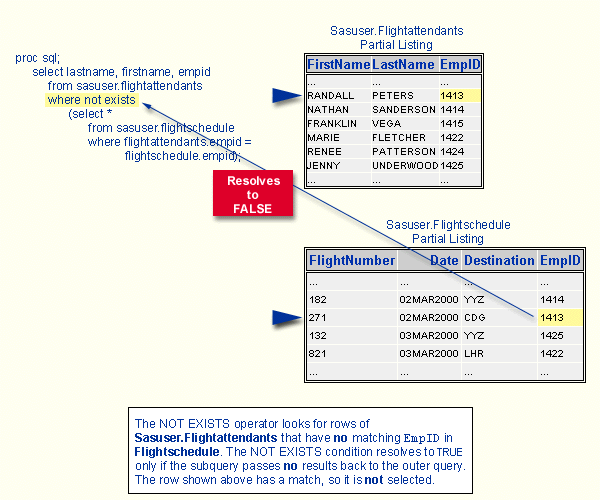 proc sql;
select lastname, firstname, empid
from sasuser.flightattendants
where not exists
(select *
from sasuser.flightschedule
where flightattendants.empid =
flightschedule.empid);
Resolves
to
FALSE
Sasuser.Flightattendants
Partial Listing
FirstName LastName EmpID
... ... ...
RANDALL PETERS 1413
NATHAN SANDERSON 1414
FRANKLIN VEGA 1415
MARIE FLETCHER 1422
RENEE PATTERSON 1424
JENNY UNDERWOOD 1425
... ... ...
Sasuser.Flightschedule
Partial Listing
FlightNumber Date Destination EmpID
... ... ... ...
182 02MAR2000 YYZ 1414
271 02MAR2000 CDG 1413
132 03MAR2000 YYZ 1425
821 03MAR2000 LHR 1422
... ... ... ...
The NOT EXISTS operator looks for rows of
Sasuser.Flightattendants that have no matching EmpID in
Flightschedule. The NOT EXISTS condition resolves to TRUE
only if the subquery passes no results back to the outer query.
The row shown above has a match, so it is not selected.